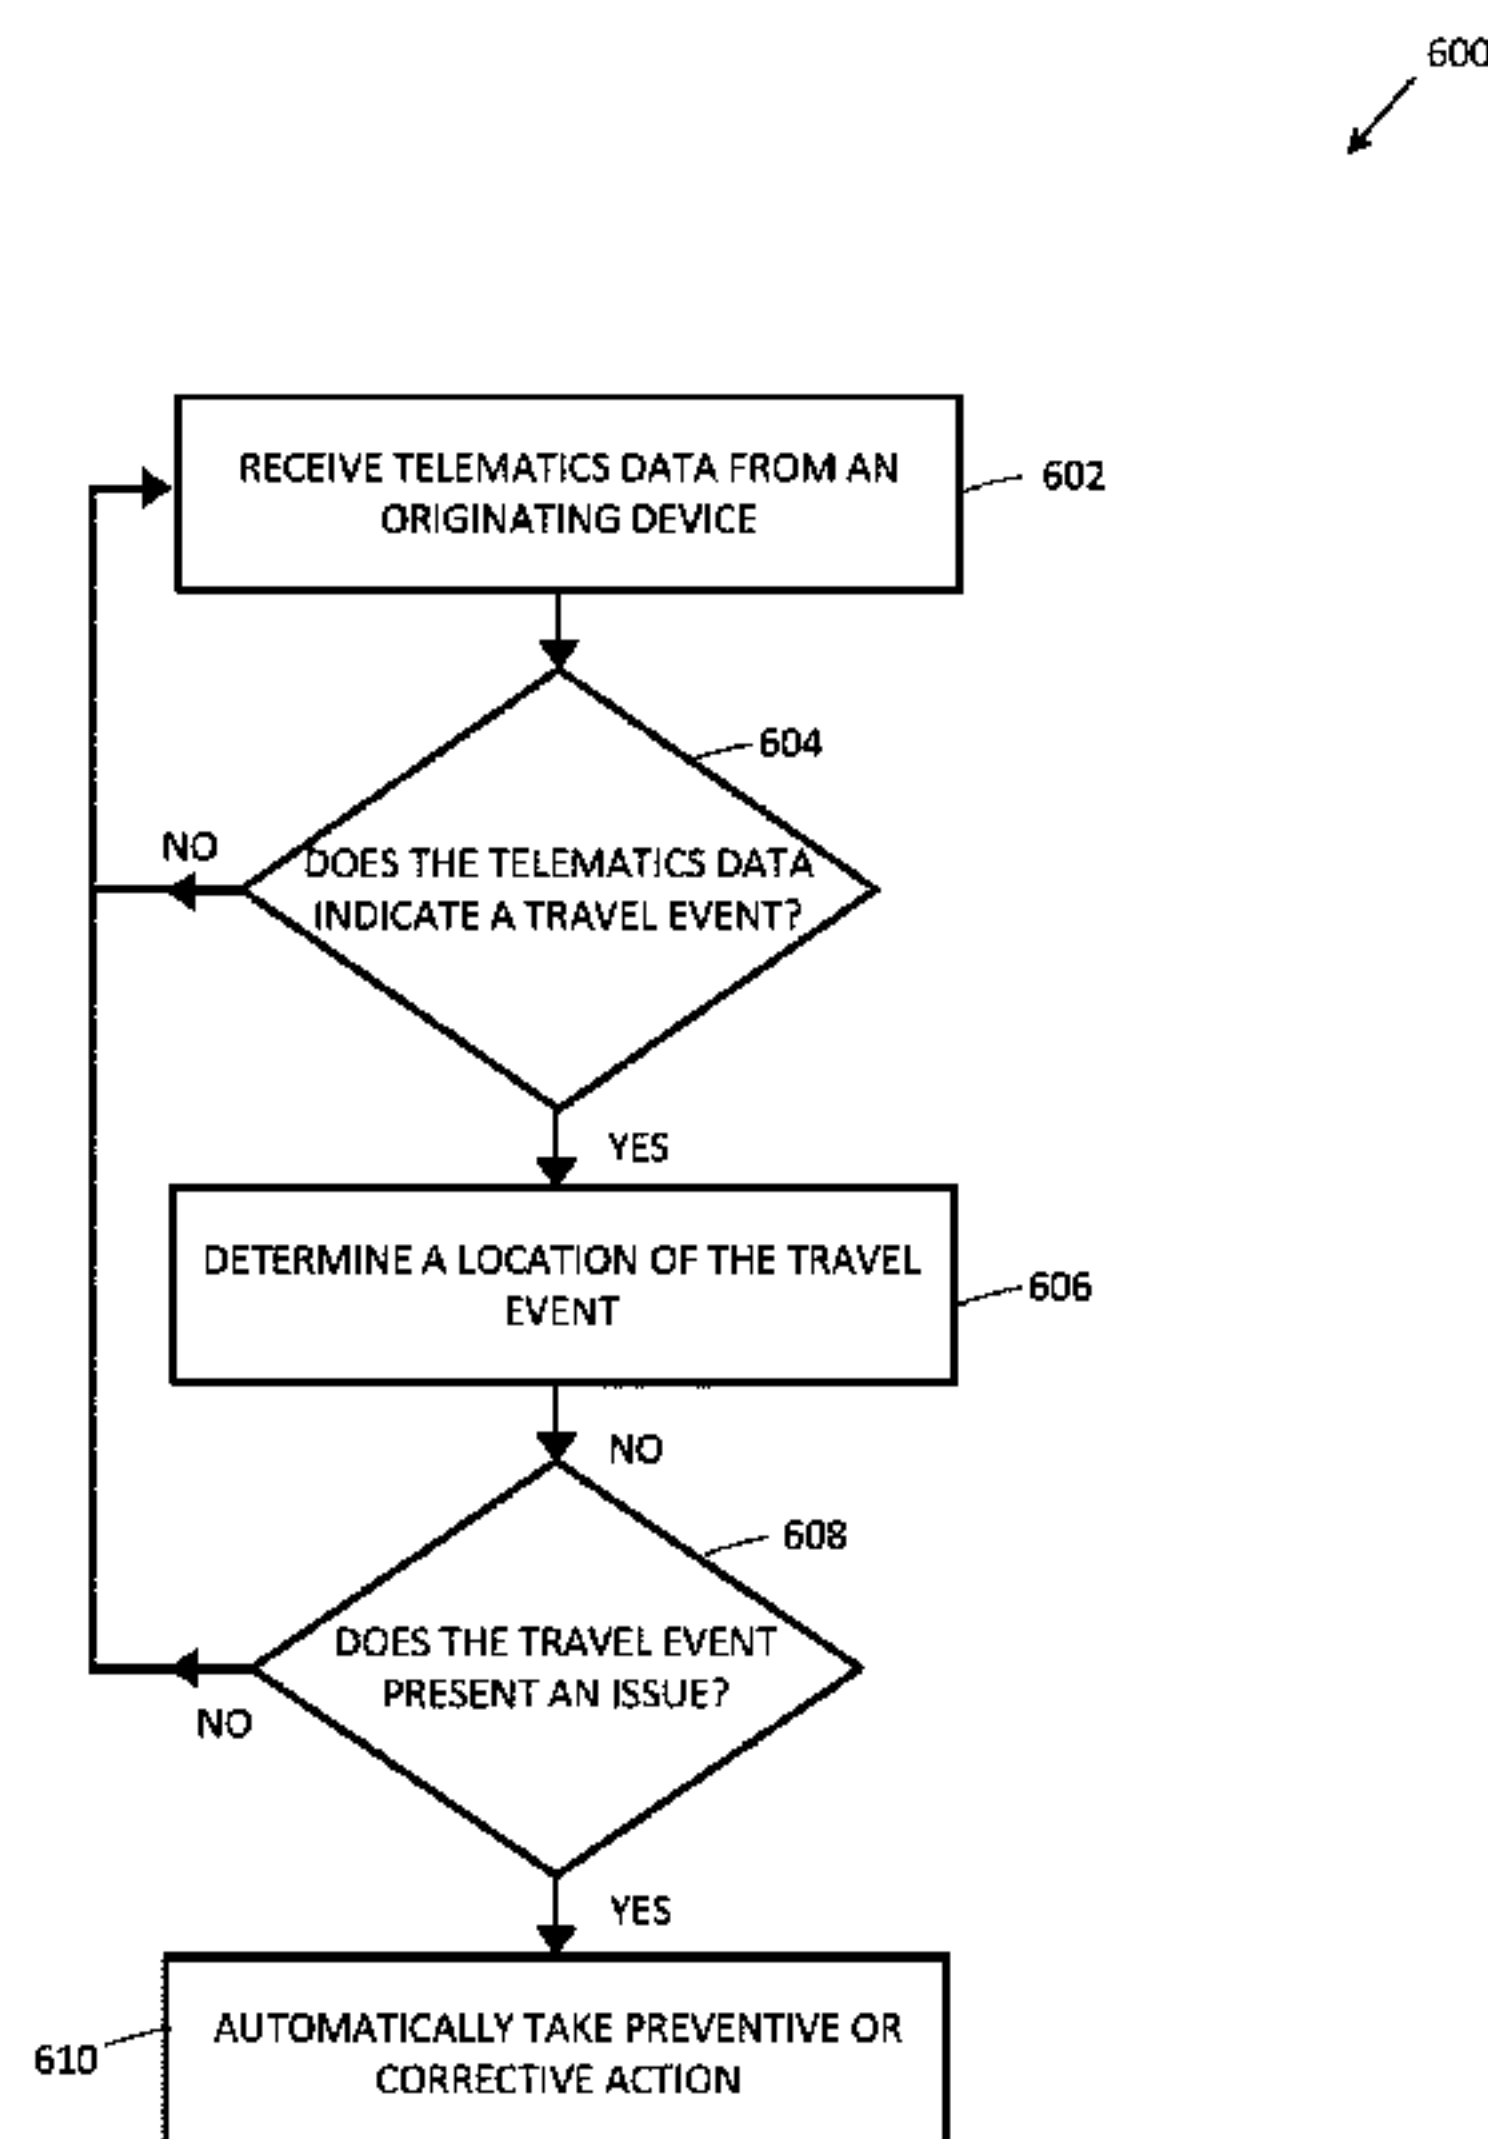 600
RECEIVE TELEMATICS DATA FROM AN
ORIGINATING DEVICE
602
604
NO
DOES THE TELEMATICS DATA
INDICATE A TRAVEL EVENT?
YES
DETERMINE A LOCATION OF THE TRAVEL
EVENT
606
NO
608
DOES THE TRAVEL EVENT
PRESENT AN ISSUE?
NO
YES
AUTOMATICALLY TAKE PREVENTIVE OR
CORRECTIVE ACTION
610